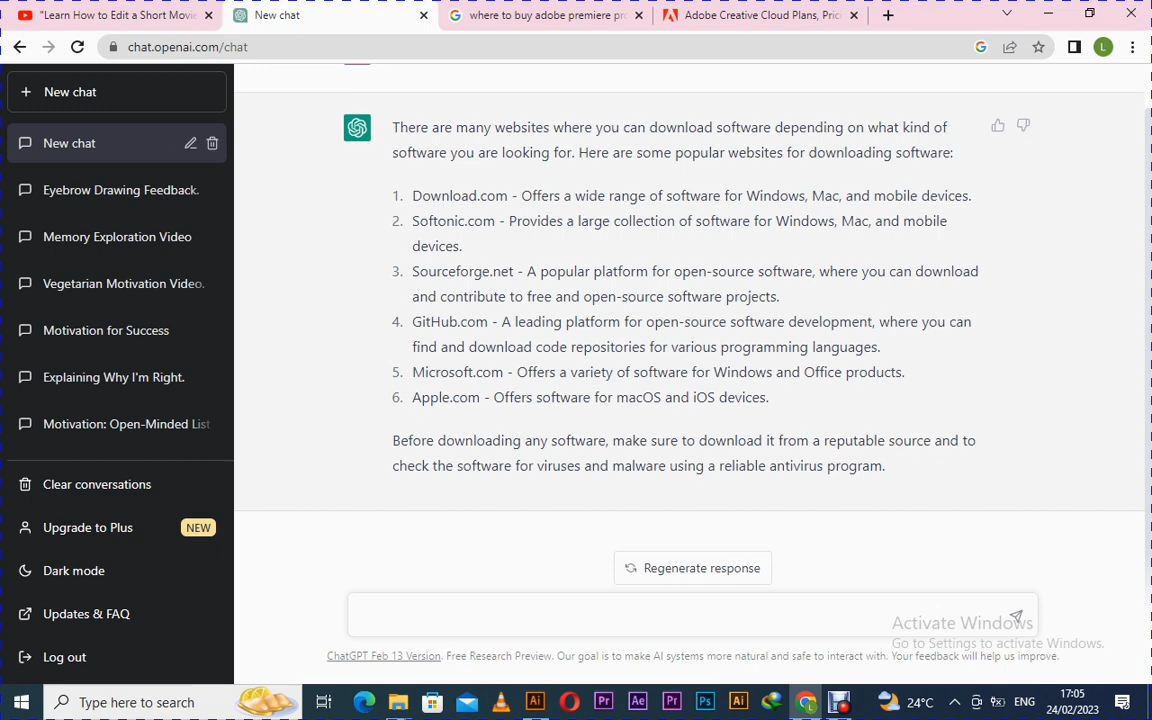 "Learn How to Edit a Short Movie
New chat
where to buy adobe premiere pro
Adobe Creative Cloud Plans, Pric
chat.openai.com/chat
L
New chat
New chat
Eyebrow Drawing Feedback.
Memory Exploration Video
Vegetarian Motivation Video.
Motivation for Success
Explaining Why I'm Right.
Motivation: Open-Minded List
Clear conversations
Upgrade to Plus NEW
Dark mode
Updates & FAQ
Log out
There are many websites where you can download software depending on what kind of
software you are looking for. Here are some popular websites for downloading software:
1. Download.com - Offers a wide range of software for Windows, Mac, and mobile devices.
2. Softonic.com - Provides a large collection of software for Windows, Mac, and mobile
devices.
3. Sourceforge.net - A popular platform for open-source software, where you can download
and contribute to free and open-source software projects.
4. GitHub.com - A leading platform for open-source software development, where you can
find and download code repositories for various programming languages.
5. Microsoft.com - Offers a variety of software for Windows and Office products.
6. Apple.com - Offers software for macOS and iOS devices.
Before downloading any software, make sure to download it from a reputable source and to
check the software for viruses and malware using a reliable antivirus program.
Regenerate response
Activate Windows
Go to Settings to activate Windows.
ChatGPT Feb 13 Version. Free Research Preview. Our goal is to make AI systems more natural and safe to interact with. Your feedback will help us improve.
Type here to search
Ai
Pr
Ae
Pr
Ps
Ai
24°C
ENG
17:05
24/02/2023